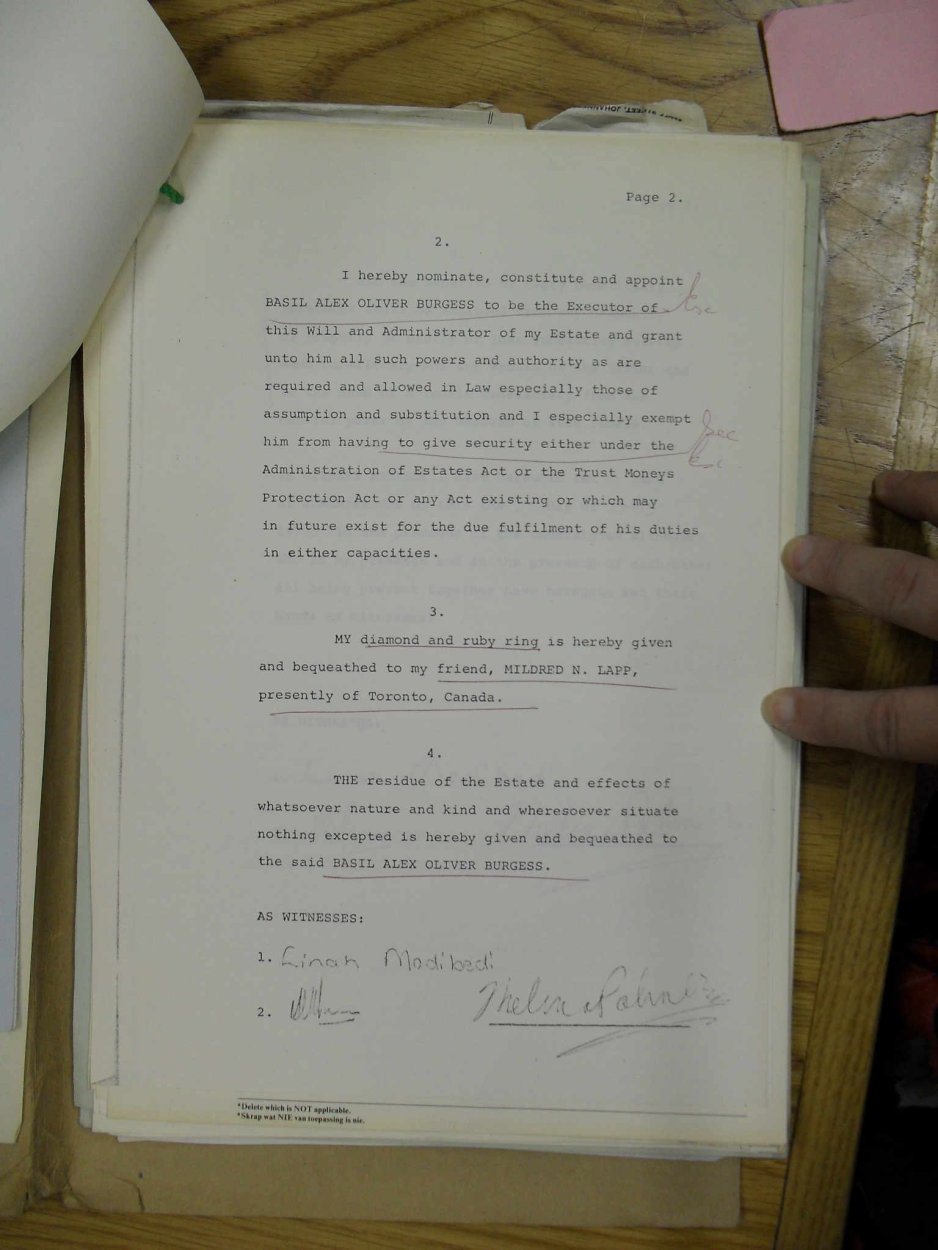 STREET, JOHANN
Page 2.
2.
I hereby nominate, constitute and appoint
BASIL ALEX OLIVER BURGESS to be the Executor of
this Will and Administrator of my Estate and grant
unto him all such powers and authority as are
required and allowed in Law especially those of
assumption and substitution and I especially exempt
him from having to give security either under the
Administration of Estates Act or the Trust Moneys
Protection Act or any Act existing or which may
in future exist for the due fulfilment of his duties
in either capacities.
3.
MY diamond and ruby ring is hereby given
and bequeathed to my friend, MILDRED N. LAPP,
presently of Toronto, Canada.
4.
THE residue of the Estate and effects of
whatsoever nature and kind and wheresoever situate
nothing excepted is hereby given and bequeathed to
the said BASIL ALEX OLIVER BURGESS.
AS WITNESSES:
1. Linah Modibedi
2.
*Delete which is NOT applicable.
*Skrap wat NIE van toepassing is nie.